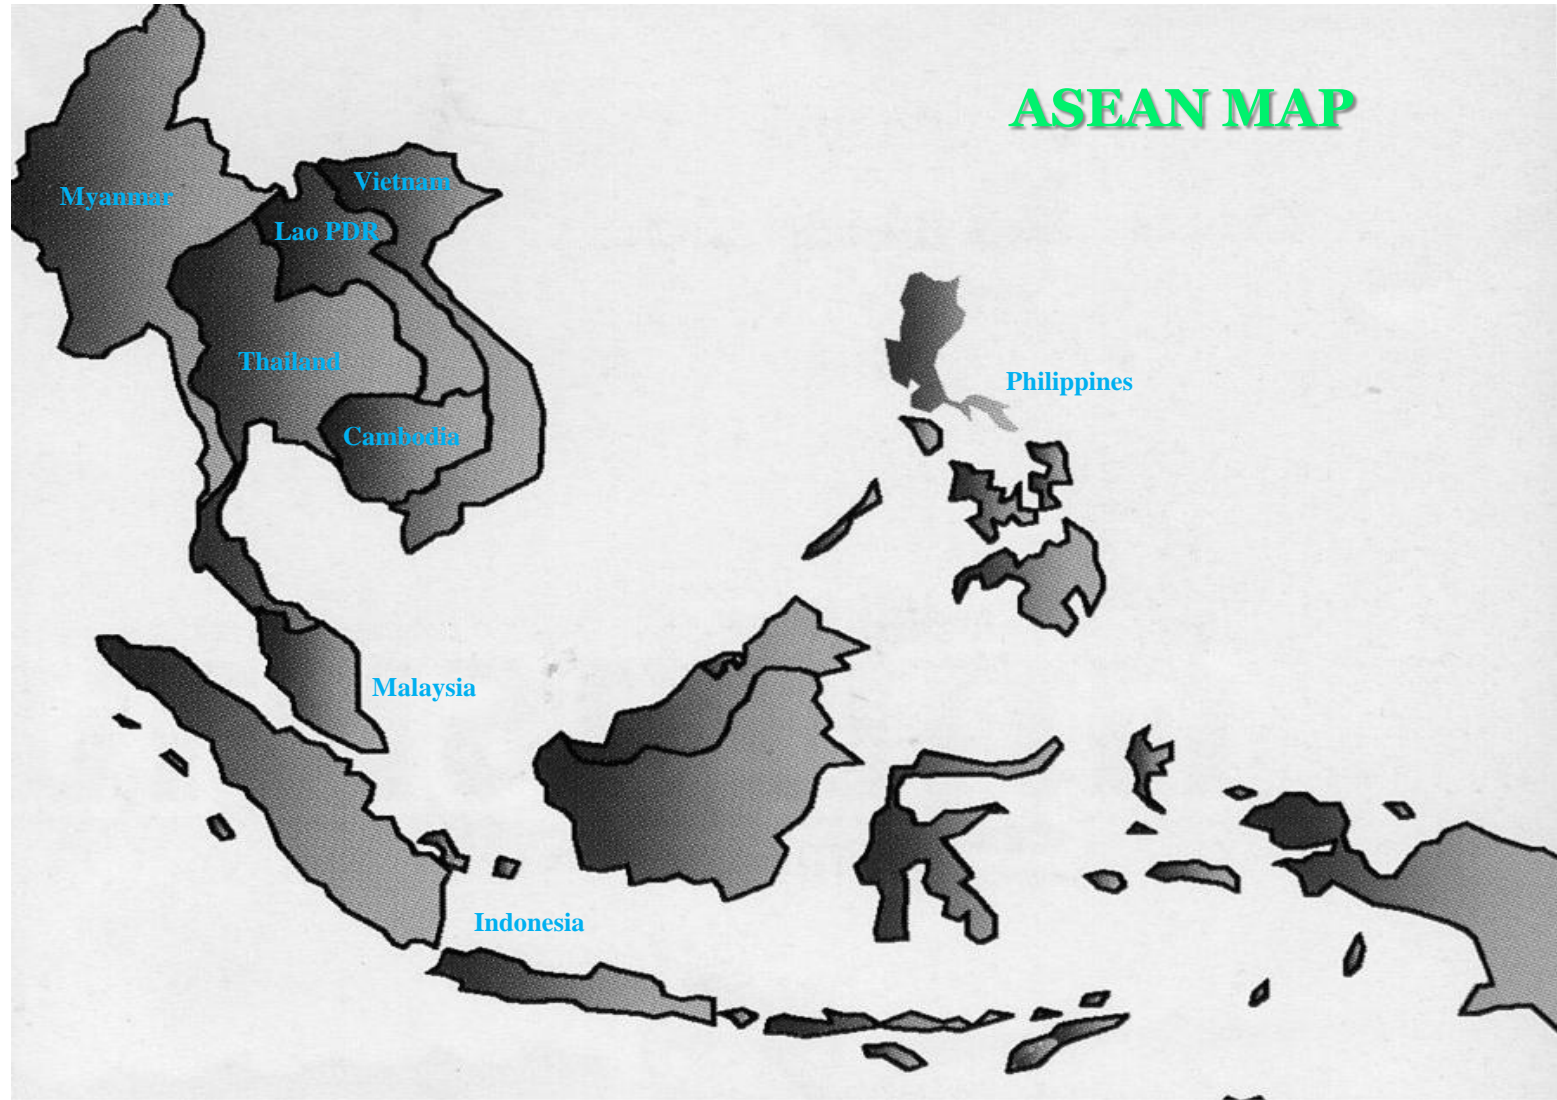 ASEAN MAP
Myanmar
Vietnam
Lao PDR
Thailand
Philippines
Cambodia
Malaysia
Indonesia